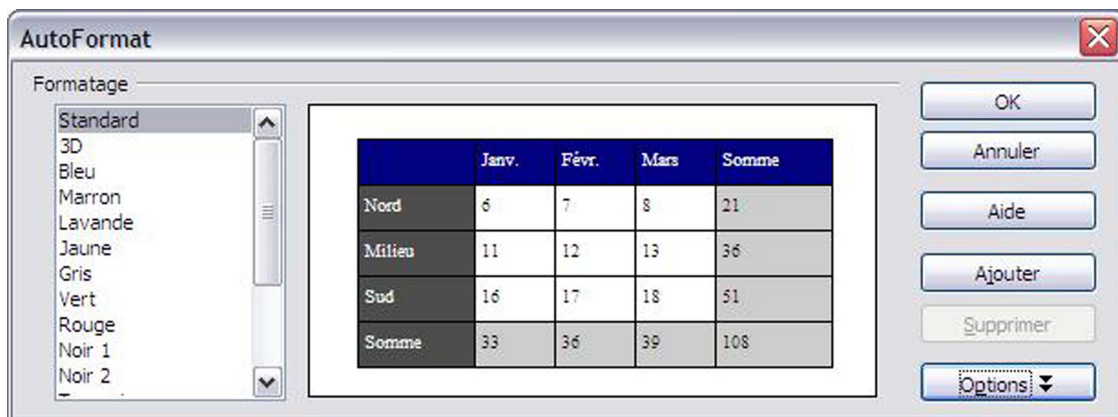 AutoFormat
Formatage
Standard
3D
Bleu
Marron
Lavande
Jaune
Gris
Vert
Rouge
Noir 1
Noir 2
Janv. Févr. Mars Somme
Nord 6 7 8 21
Milieu 11 12 13 36
Sud 16 17 18 51
Somme 33 36 39 108
OK
Annuler
Aide
Ajouter
Supprimer
Options